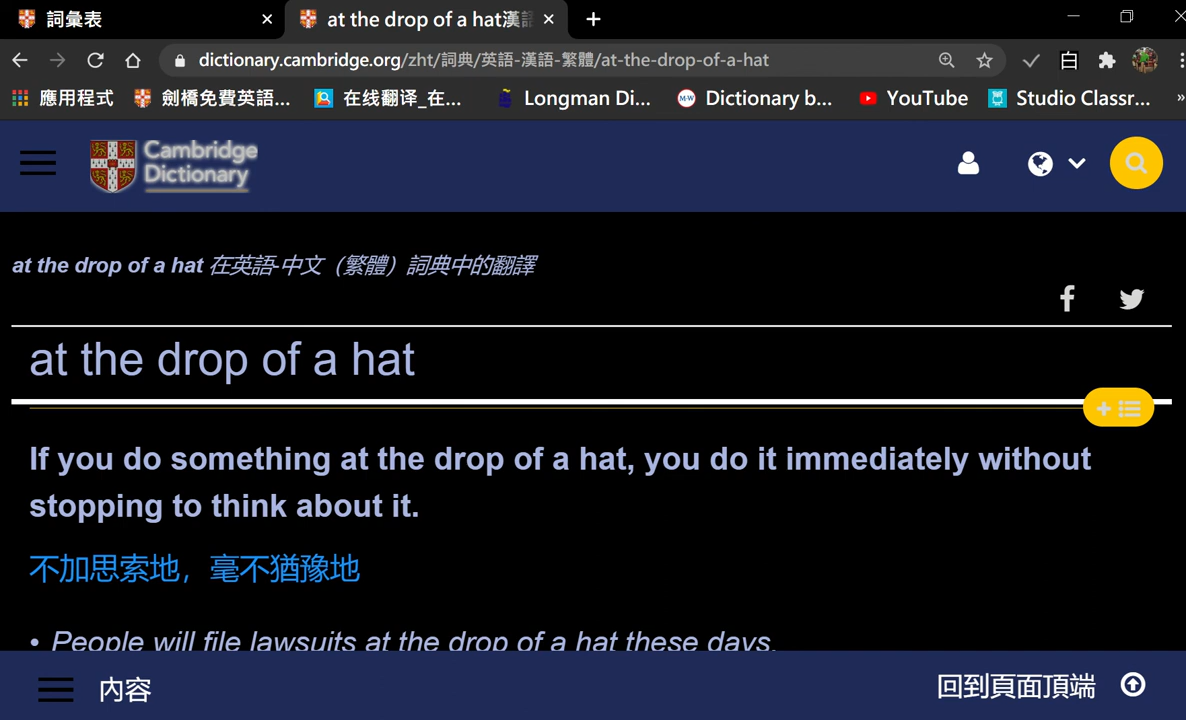 詞彙表
at the drop of a hat漢語
dictionary.cambridge.org/zht/詞典/英語-漢語-繁體/at-the-drop-of-a-hat
白
應用程式 劍橋免費英語... 在线翻译_在... Longman Di... M-W Dictionary b... YouTube Studio Classr... »
Cambridge
Dictionary
at the drop of a hat 在英語-中文（繁體）詞典中的翻譯
at the drop of a hat
If you do something at the drop of a hat, you do it immediately without
stopping to think about it.
不加思索地，毫不猶豫地
• People will file lawsuits at the drop of a hat these days.
內容
回到頁面頂端